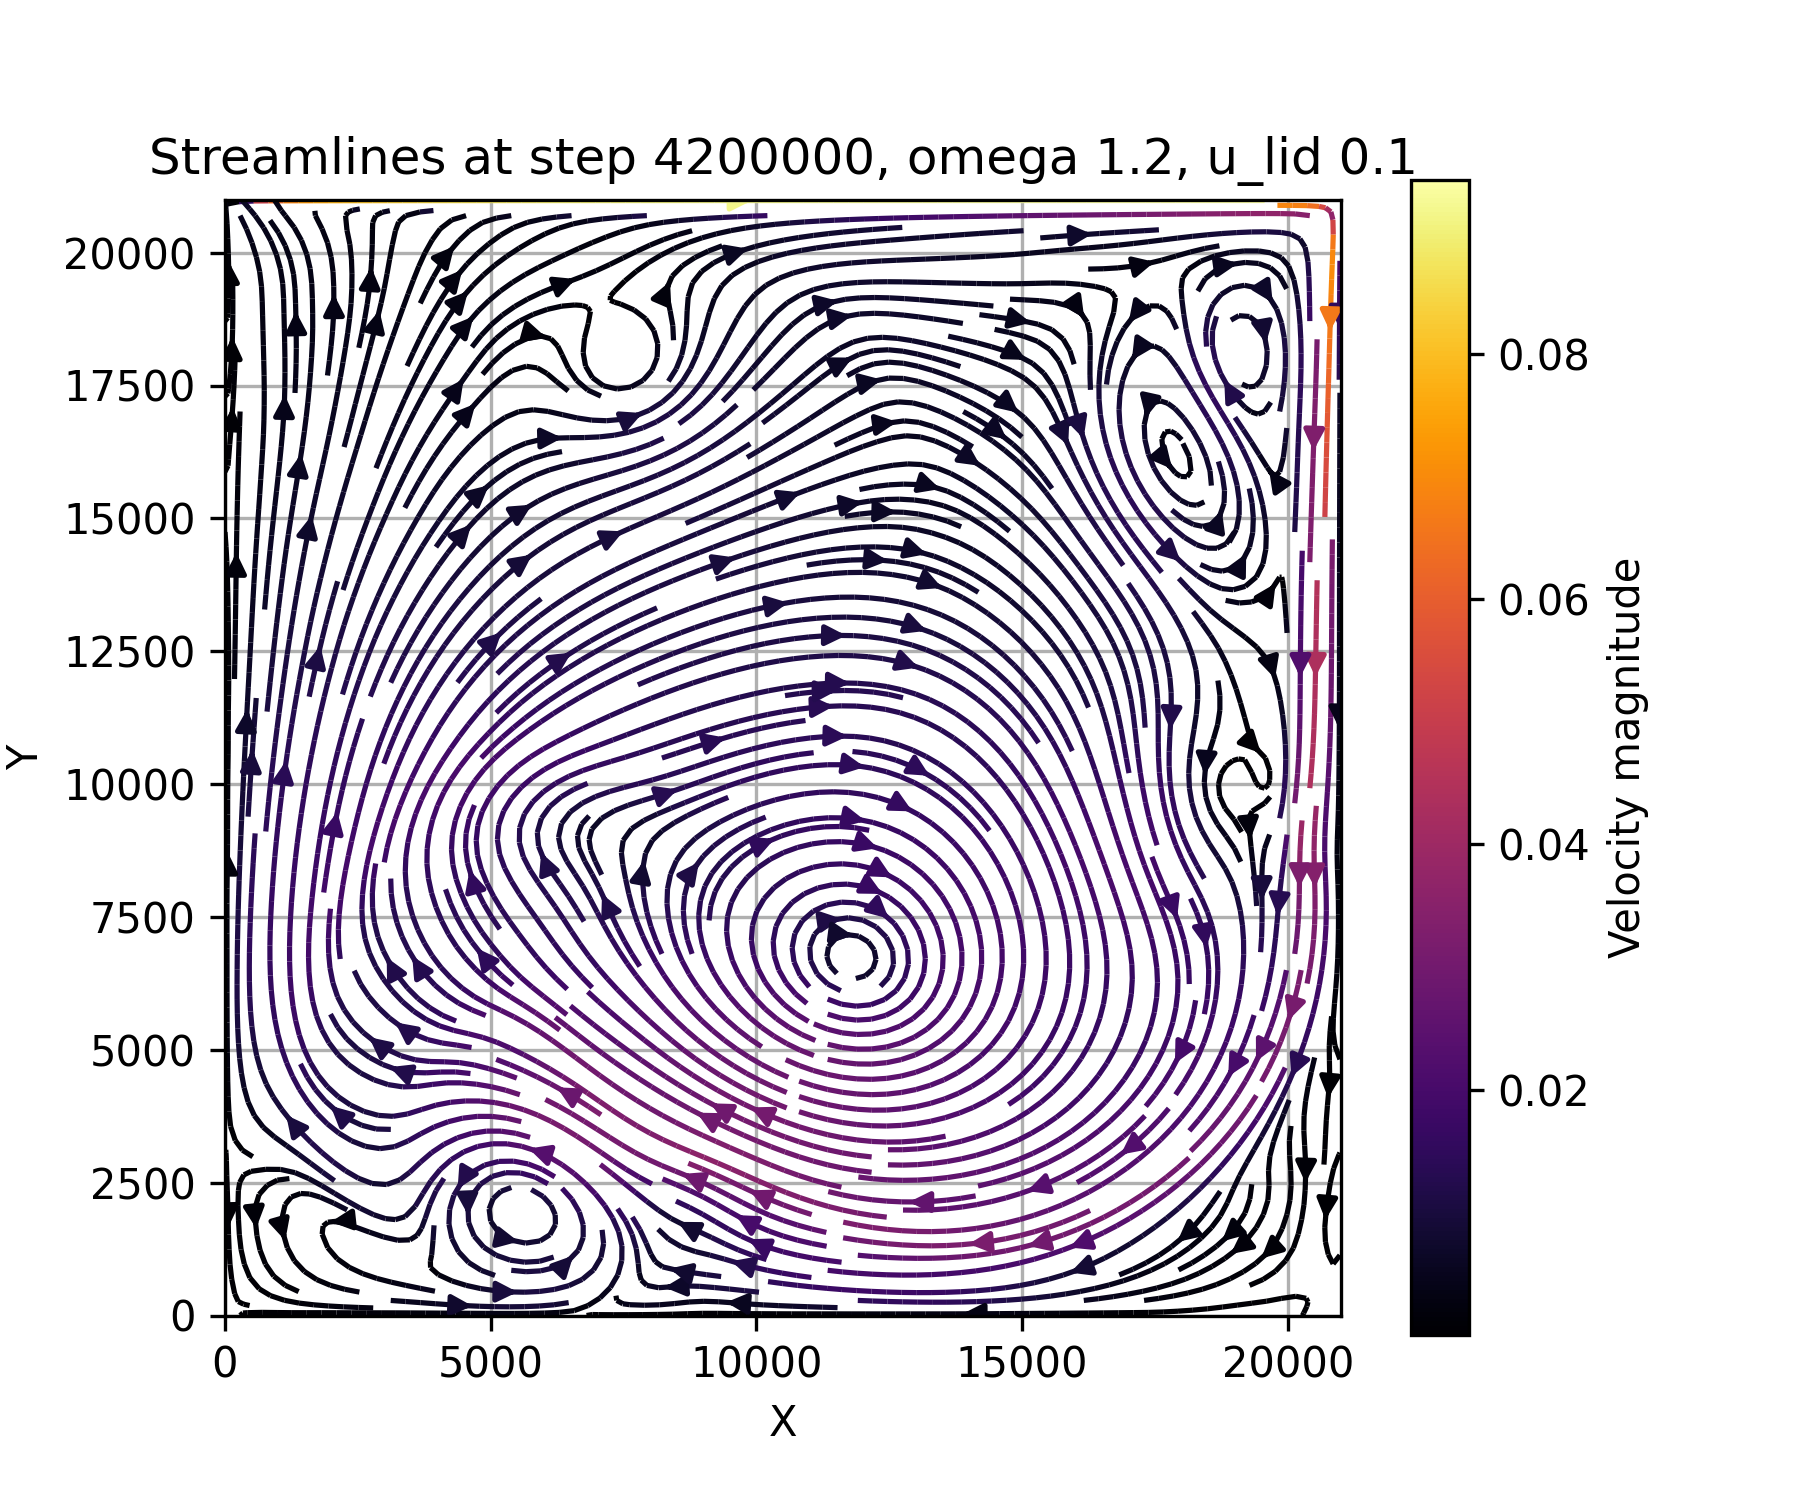 Streamlines at step 4200000, omega 1.2, u_lid 0.1
20000
17500
15000
12500
10000
7500
5000
2500
0
Y
0 5000 10000 15000 20000
X
0.08
0.06
0.04
0.02
Velocity magnitude